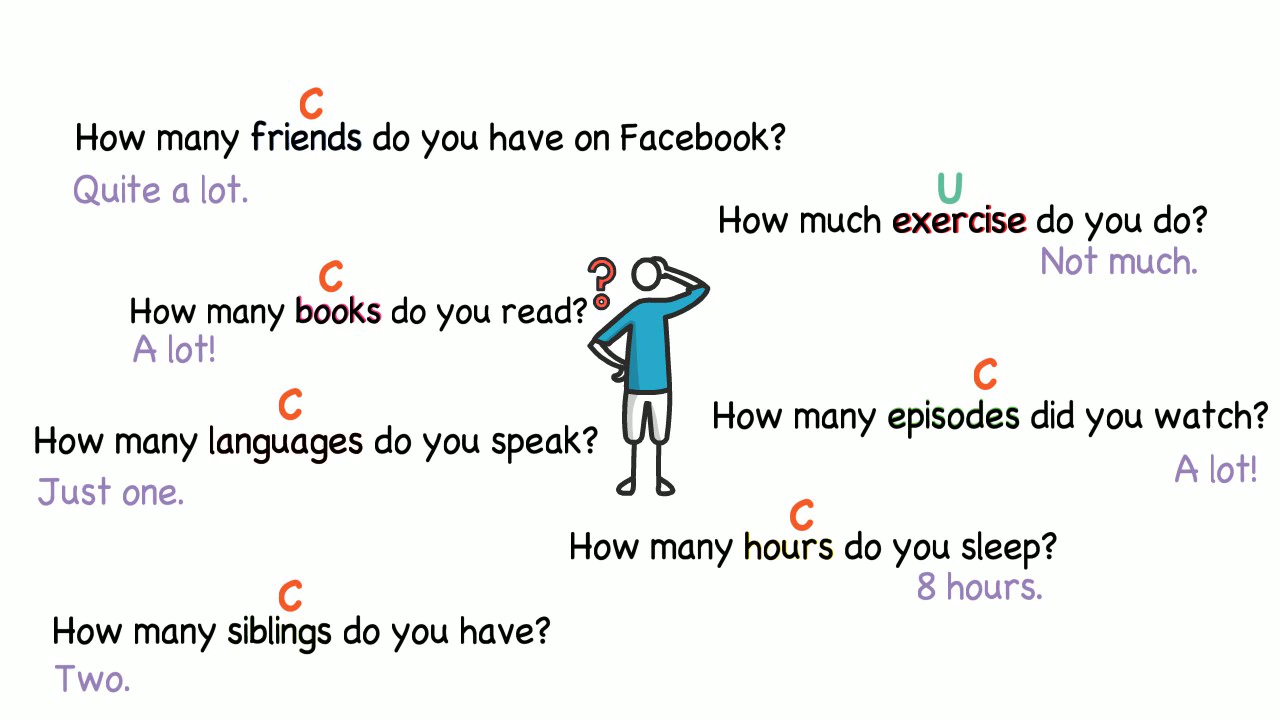 C
How many friends do you have on Facebook?
Quite a lot.
U
How much exercise do you do?
Not much.
C
How many books do you read?
A lot!
C
How many languages do you speak?
Just one.
C
How many episodes did you watch?
A lot!
C
How many hours do you sleep?
8 hours.
C
How many siblings do you have?
Two.
?